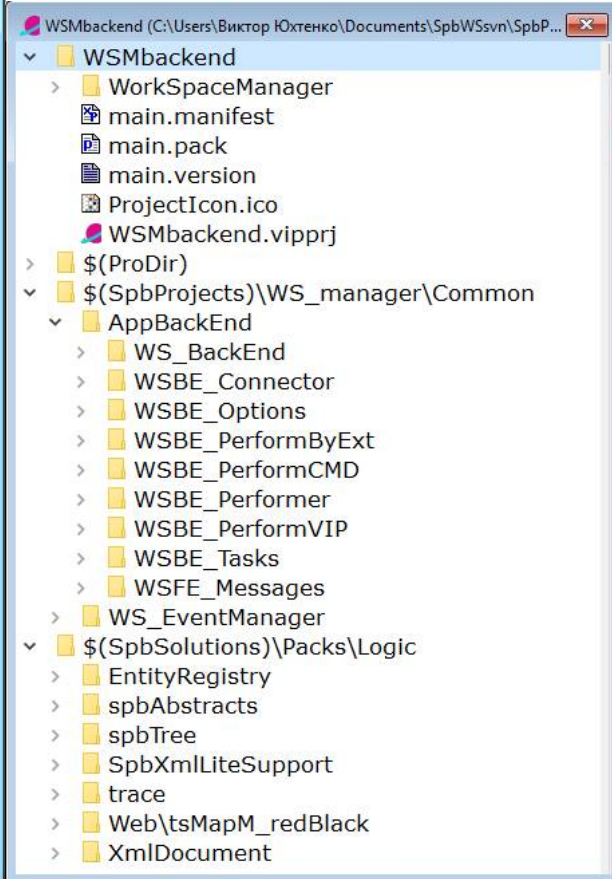 WSMbackend (C:\Users\Виктор Юхтенко\Documents\SpbWSsvn\SpbP...
WSMbackend
WorkSpaceManager
main.manifest
main.pack
main.version
ProjectIcon.ico
WSMbackend.vipprj
$(ProDir)
$(SpbProjects)\WS_manager\Common
AppBackEnd
WS_BackEnd
WSBE_Connector
WSBE_Options
WSBE_PerformByExt
WSBE_PerformCMD
WSBE_Performer
WSBE_PerformVIP
WSBE_Tasks
WSFE_Messages
WS_EventManager
$(SpbSolutions)\Packs\Logic
EntityRegistry
spbAbstracts
spbTree
SpbXmlLiteSupport
trace
Web\tsMapM_redBlack
XmlDocument